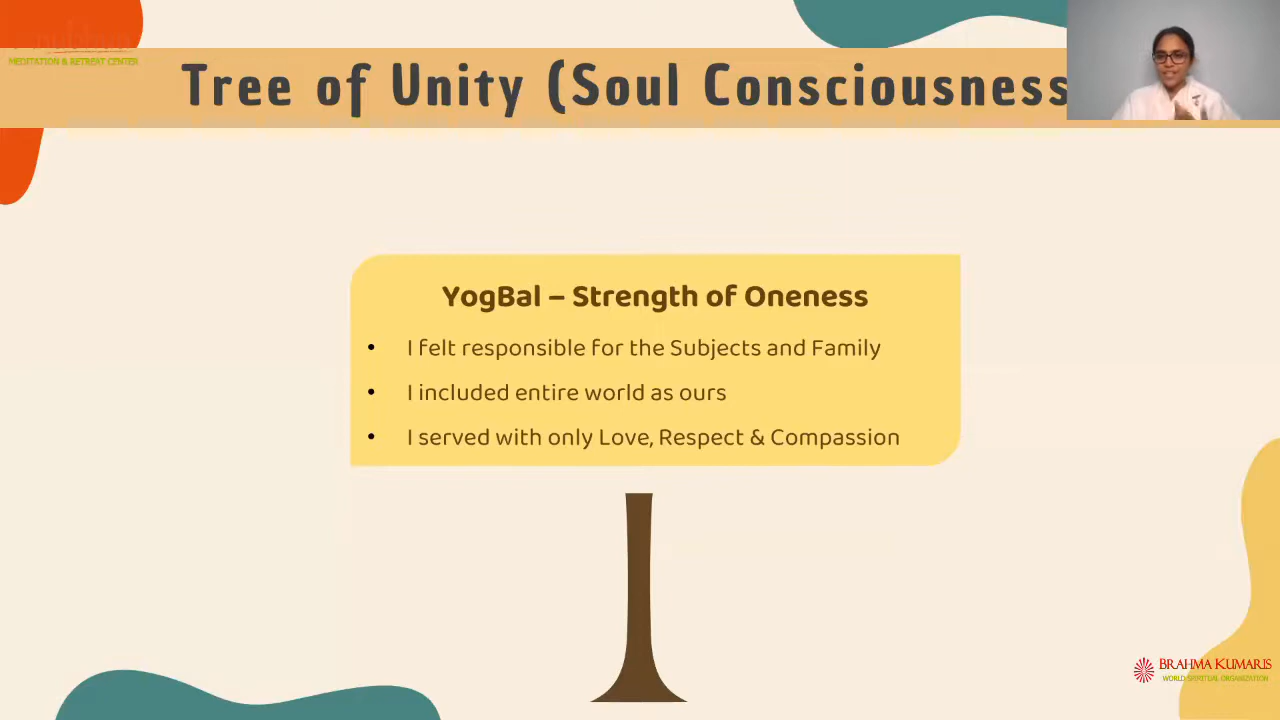 MEDITATION & RETREAT CENTER
Tree of Unity (Soul Consciousness
YogBal – Strength of Oneness
• I felt responsible for the Subjects and Family
• I included entire world as ours
• I served with only Love, Respect & Compassion
BRAHMA KUMARIS
WORLD SPIRITUAL ORGANIZATION